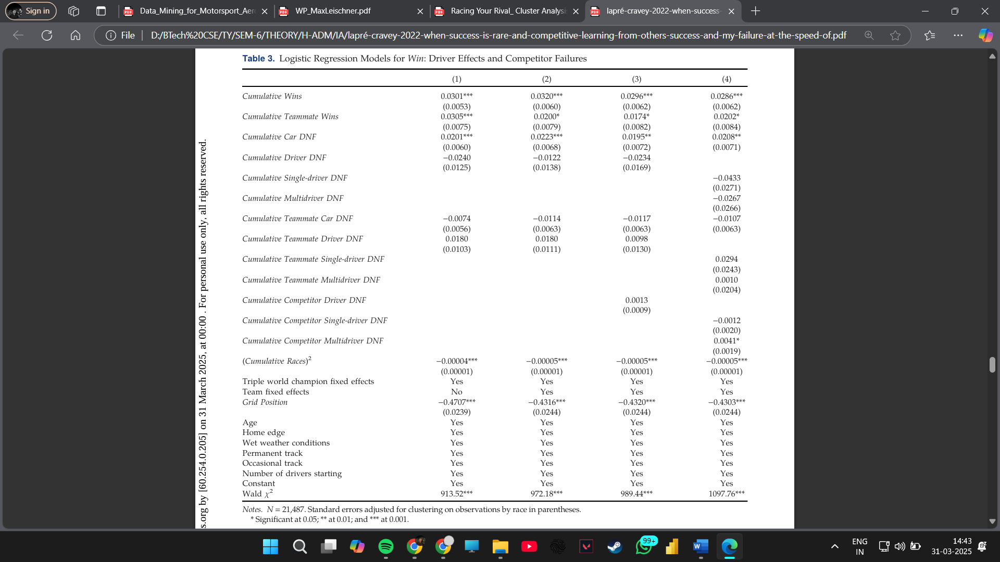 Sign in
Data_Mining_for_Motorsport_Aer
WP_MaxLeischner.pdf
Racing Your Rival_ Cluster Analysi
lapré-cravey-2022-when-success-
File
D:/BTech%20CSE/TY/SEM-6/THEORY/H-ADM/IA/lapré-cravey-2022-when-success-is-rare-and-competitive-learning-from-others-success-and-my-failure-at-the-speed-of.pdf
Table 3. Logistic Regression Models for Win: Driver Effects and Competitor Failures
(1) (2) (3) (4)
Cumulative Wins 0.0301*** 0.0320*** 0.0296*** 0.0286***
(0.0053) (0.0060) (0.0062) (0.0062)
Cumulative Teammate Wins 0.0305*** 0.0200* 0.0174* 0.0202*
(0.0075) (0.0079) (0.0082) (0.0084)
Cumulative Car DNF 0.0201*** 0.0223*** 0.0195** 0.0208**
(0.0060) (0.0068) (0.0072) (0.0071)
Cumulative Driver DNF −0.0240 −0.0122 −0.0234
(0.0125) (0.0138) (0.0169)
Cumulative Single-driver DNF −0.0433
(0.0271)
Cumulative Multidriver DNF −0.0267
(0.0266)
Cumulative Teammate Car DNF −0.0074 −0.0114 −0.0117 −0.0107
(0.0056) (0.0063) (0.0063) (0.0063)
Cumulative Teammate Driver DNF 0.0180 0.0180 0.0098
(0.0103) (0.0111) (0.0130)
Cumulative Teammate Single-driver DNF 0.0294
(0.0243)
Cumulative Teammate Multidriver DNF 0.0010
(0.0204)
Cumulative Competitor Driver DNF 0.0013
(0.0009)
Cumulative Competitor Single-driver DNF −0.0012
(0.0020)
Cumulative Competitor Multidriver DNF 0.0041*
(0.0019)
(Cumulative Races)² −0.00004*** −0.00005*** −0.00005*** −0.00005***
(0.00001) (0.00001) (0.00001) (0.00001)
Triple world champion fixed effects Yes Yes Yes Yes
Team fixed effects No Yes Yes Yes
Grid Position −0.4707*** −0.4316*** −0.4320*** −0.4303***
(0.0239) (0.0244) (0.0244) (0.0244)
Age Yes Yes Yes Yes
Home edge Yes Yes Yes Yes
Wet weather conditions Yes Yes Yes Yes
Permanent track Yes Yes Yes Yes
Occasional track Yes Yes Yes Yes
Number of drivers starting Yes Yes Yes Yes
Constant Yes Yes Yes Yes
Wald χ² 913.52*** 972.18*** 989.44*** 1097.76***
Notes. N = 21,487. Standard errors adjusted for clustering on observations by race in parentheses.
* Significant at 0.05; ** at 0.01; and *** at 0.001.
s.org by [60.254.0.205] on 31 March 2025, at 00:00 . For personal use only, all rights reserved.
99+
ENG
IN
14:43
31-03-2025